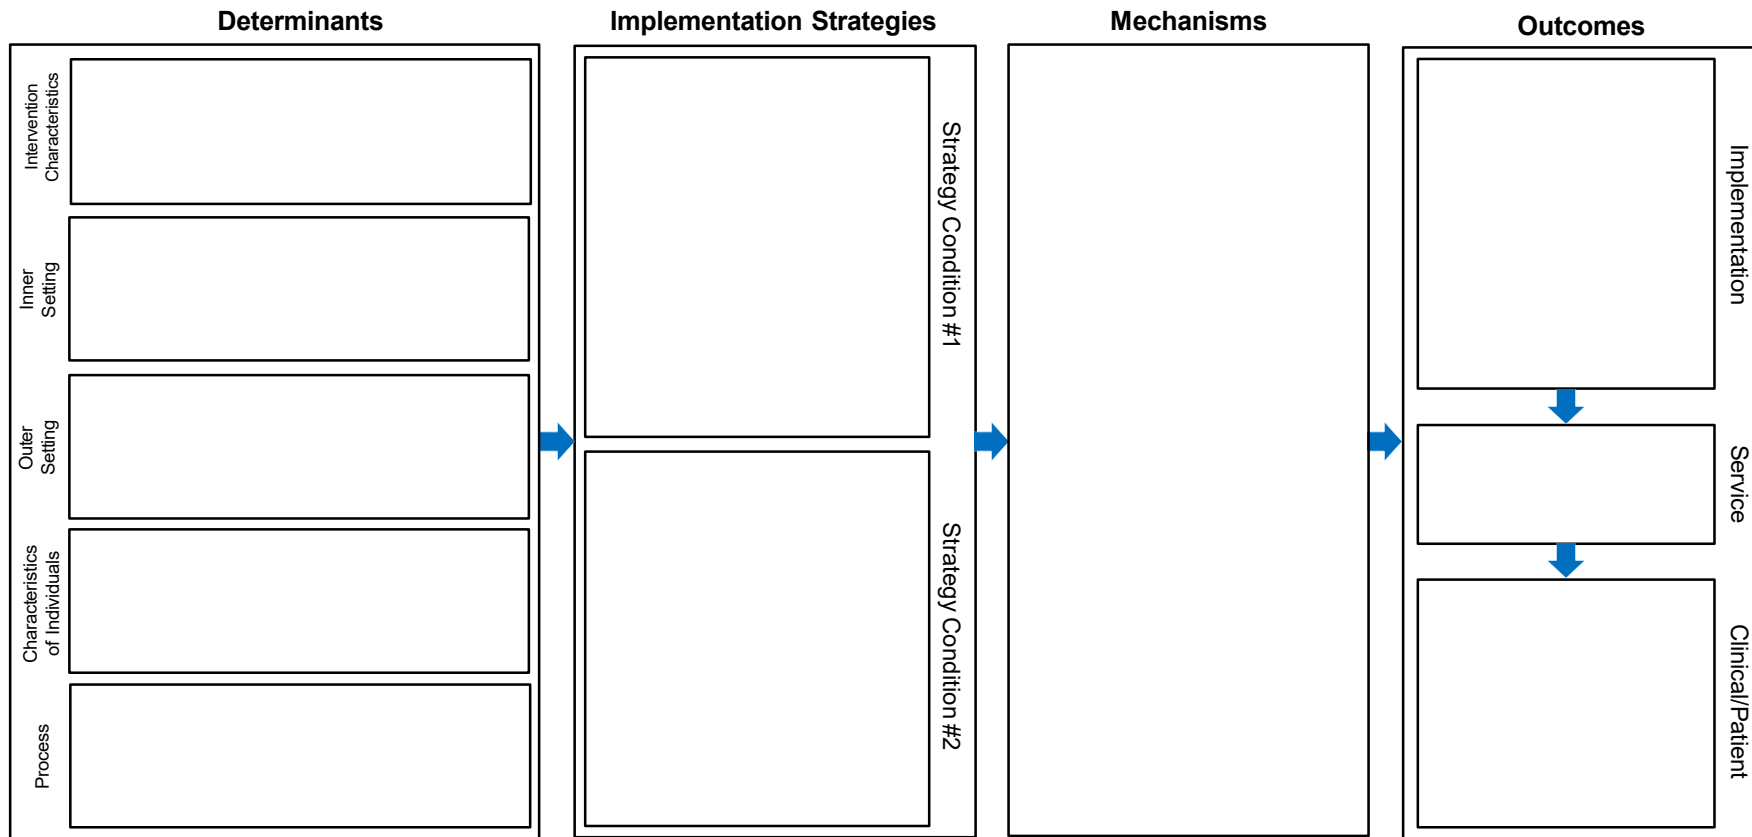 Determinants
Implementation Strategies
Mechanisms
Outcomes
Intervention
Characteristics
Inner
Setting
Outer
Setting
Characteristics
of Individuals
Process
Strategy Condition #1
Strategy Condition #2
Implementation
Service
Clinical/Patient